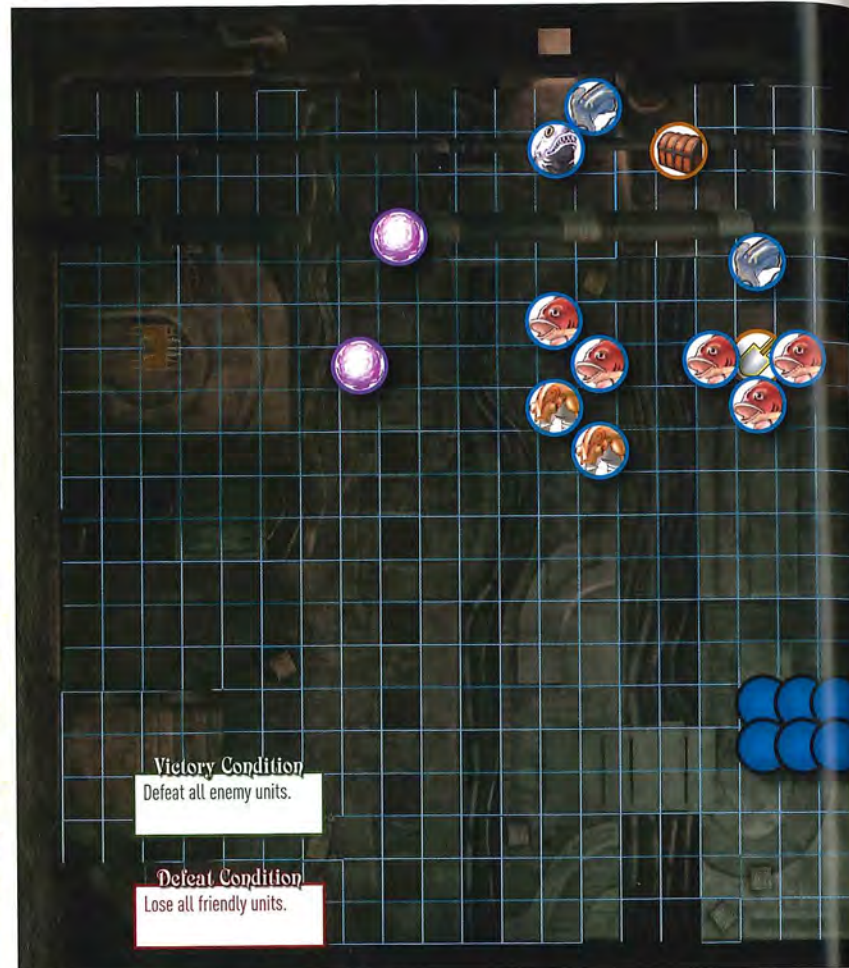 Victory Condition
Defeat all enemy units.
Defeat Condition
Lose all friendly units.